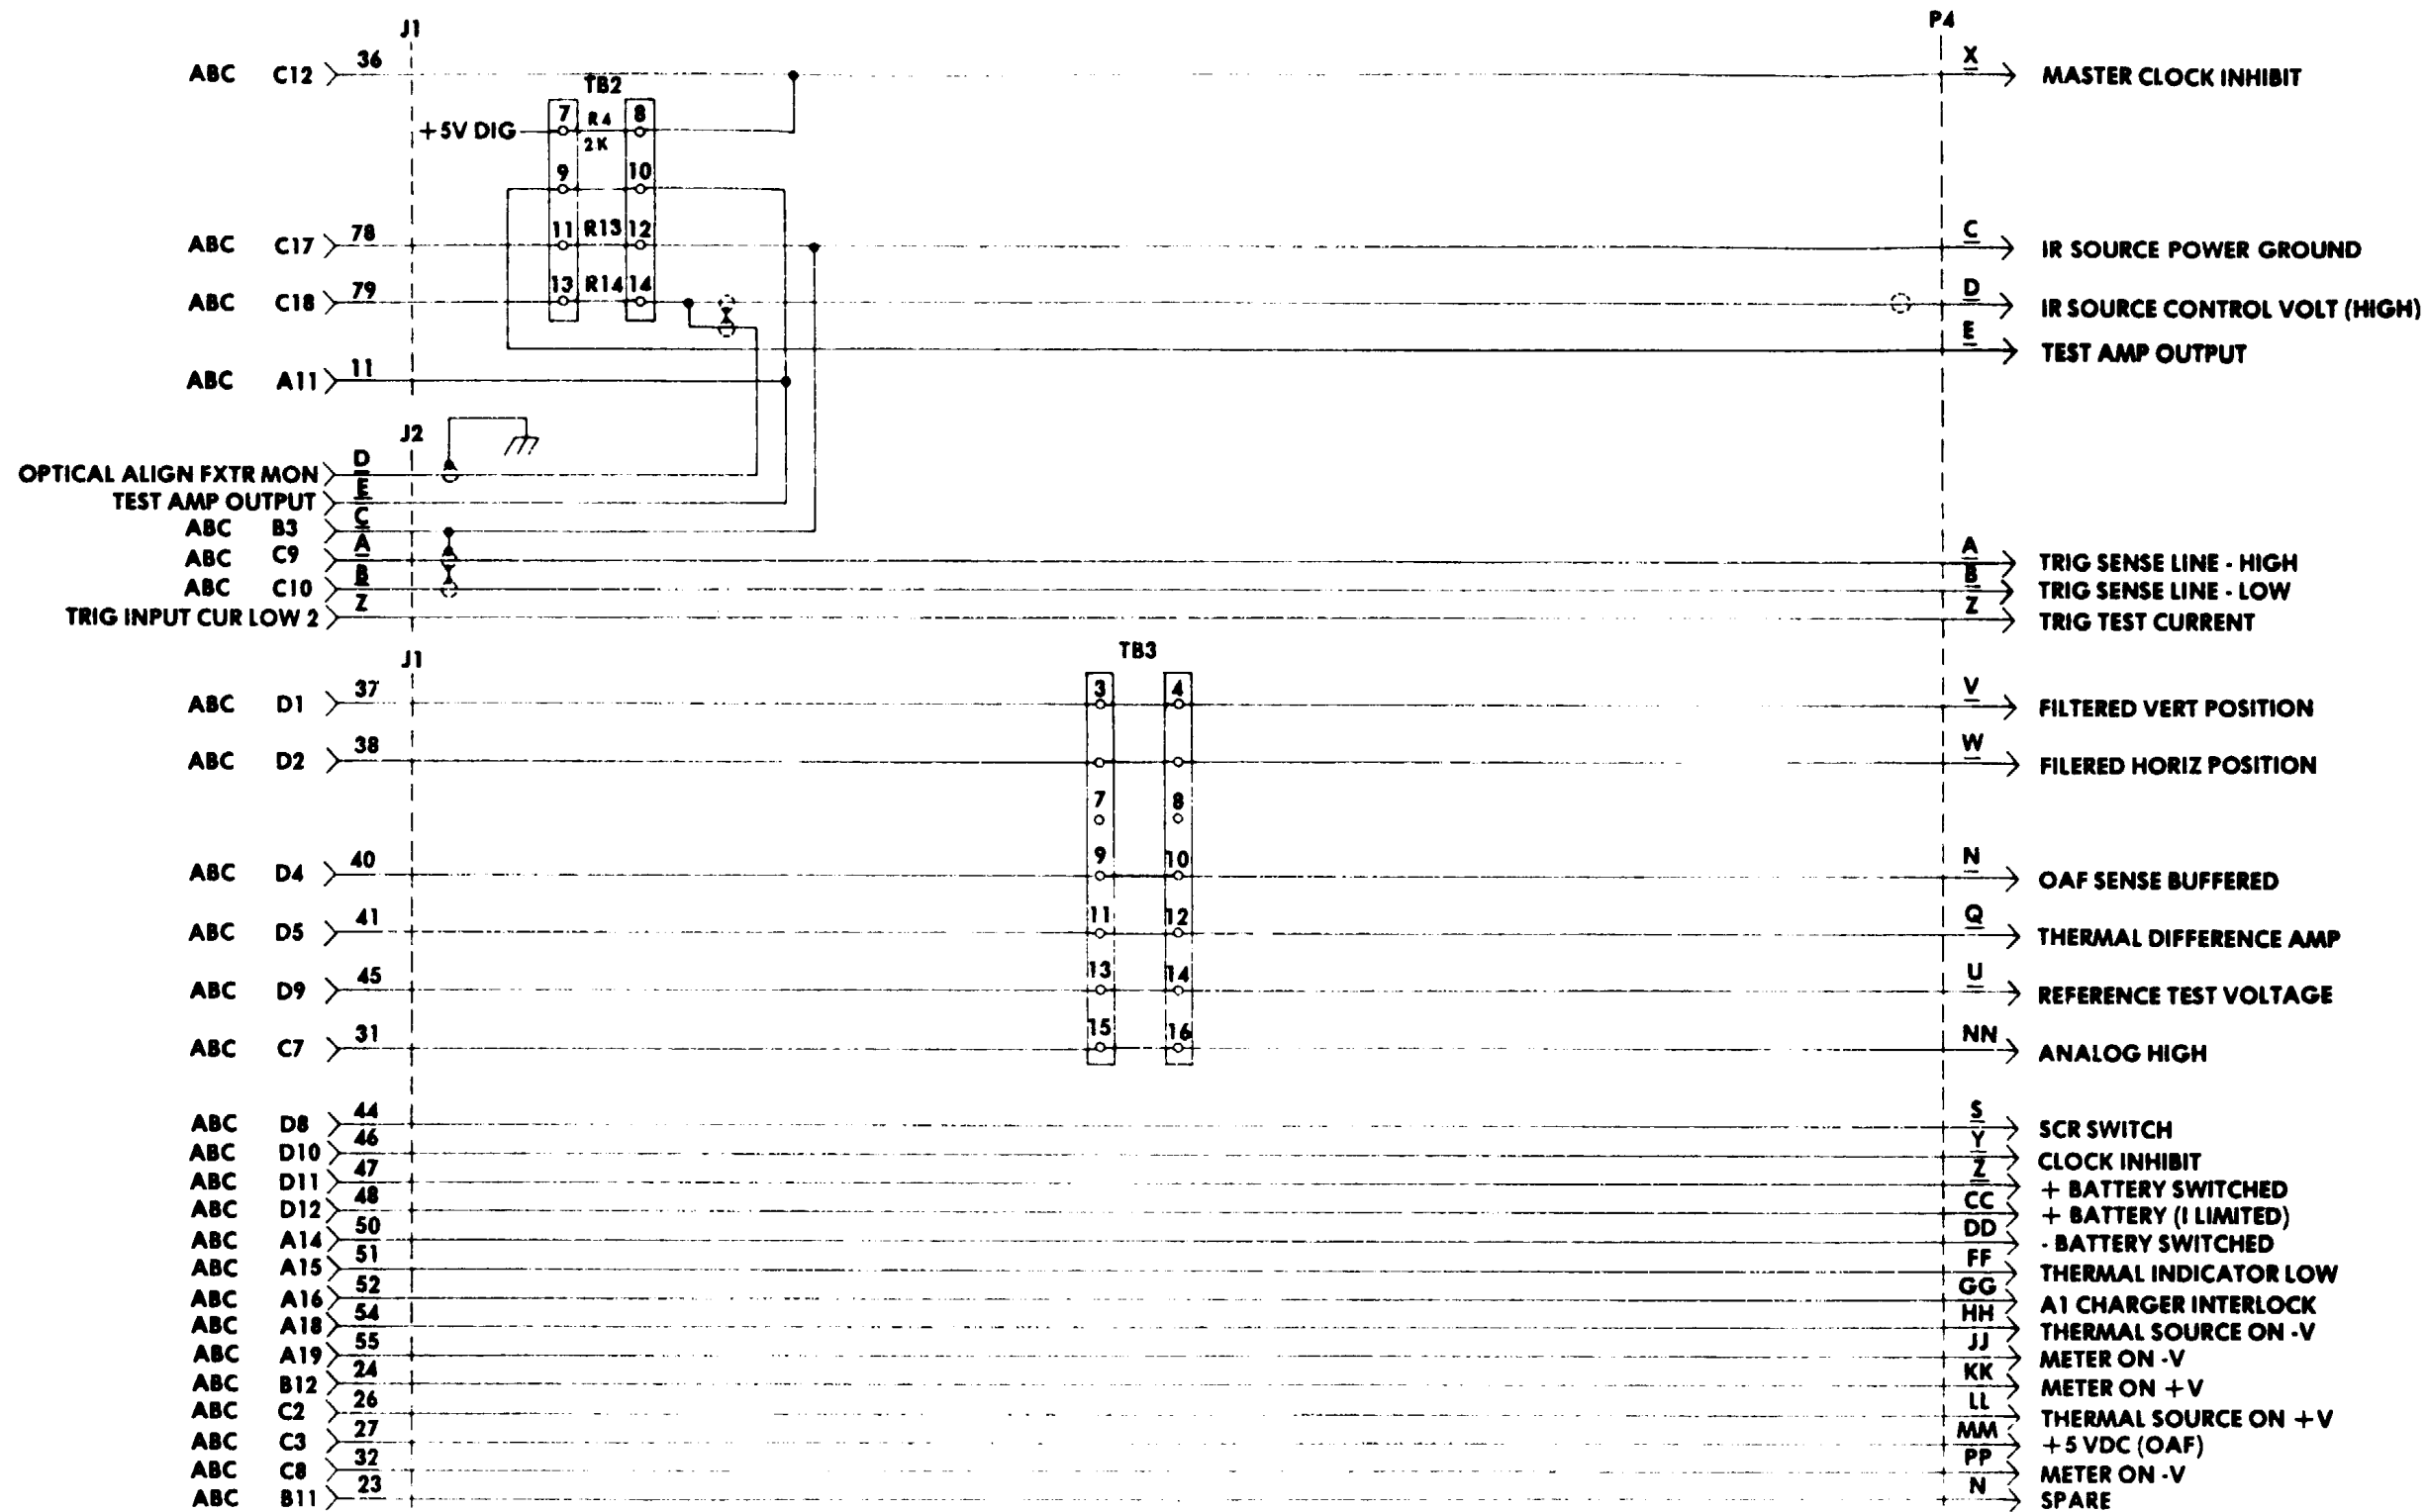 J1 P4
ABC C12 36 X MASTER CLOCK INHIBIT
TB2
+5V DIG 7 R4 8
2K
9 10
ABC C17 78 11 R13 12 C IR SOURCE POWER GROUND
ABC C18 79 13 R14 14 D IR SOURCE CONTROL VOLT (HIGH)
E TEST AMP OUTPUT
ABC A11 11
J2
OPTICAL ALIGN FXTR MON D
TEST AMP OUTPUT E
ABC B3 C
ABC C9 A A TRIG SENSE LINE - HIGH
ABC C10 B B TRIG SENSE LINE - LOW
TRIG INPUT CUR LOW 2 Z Z TRIG TEST CURRENT
J1 TB3
ABC D1 37 3 4 V FILTERED VERT POSITION
ABC D2 38 W FILERED HORIZ POSITION
7 8
ABC D4 40 9 10 N OAF SENSE BUFFERED
ABC D5 41 11 12 Q THERMAL DIFFERENCE AMP
ABC D9 45 13 14 U REFERENCE TEST VOLTAGE
ABC C7 31 15 16 NN ANALOG HIGH
ABC D8 44 S SCR SWITCH
ABC D10 46 Y CLOCK INHIBIT
ABC D11 47 Z + BATTERY SWITCHED
ABC D12 48 CC + BATTERY (I LIMITED)
ABC A14 50 DD - BATTERY SWITCHED
ABC A15 51 FF THERMAL INDICATOR LOW
ABC A16 52 GG A1 CHARGER INTERLOCK
ABC A18 54 HH THERMAL SOURCE ON -V
ABC A19 55 JJ METER ON -V
ABC B12 24 KK METER ON +V
ABC C2 26 LL THERMAL SOURCE ON +V
ABC C3 27 MM +5 VDC (OAF)
ABC C8 32 PP METER ON -V
ABC B11 23 N SPARE